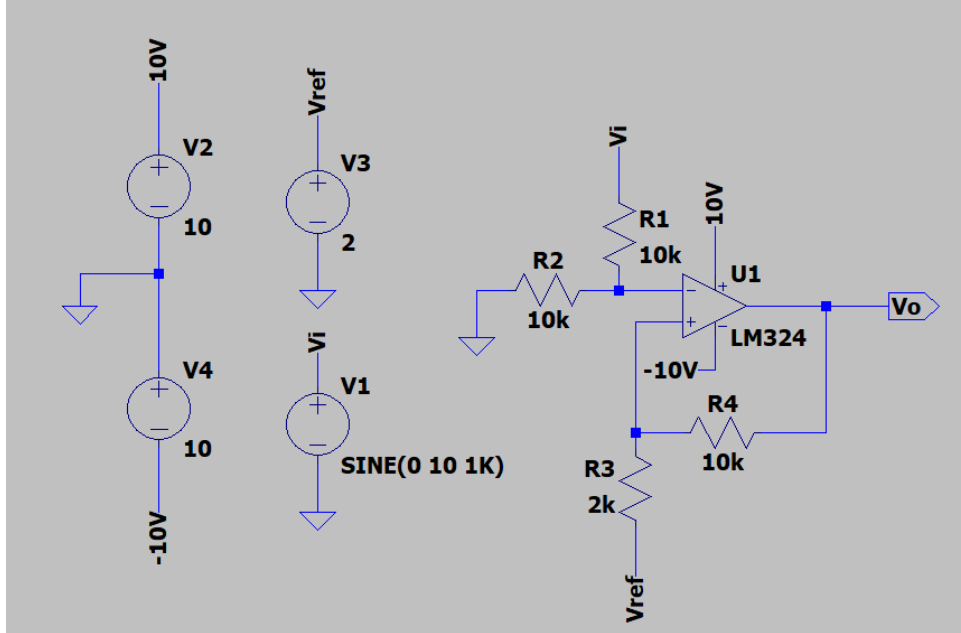 10V
V2
10
V4
10
-10V
Vref
V3
2
Vi
V1
SINE(0 10 1K)
Vi
R1
10k
R2
10k
10V
U1
LM324
-10V
Vo
R4
10k
R3
2k
Vref